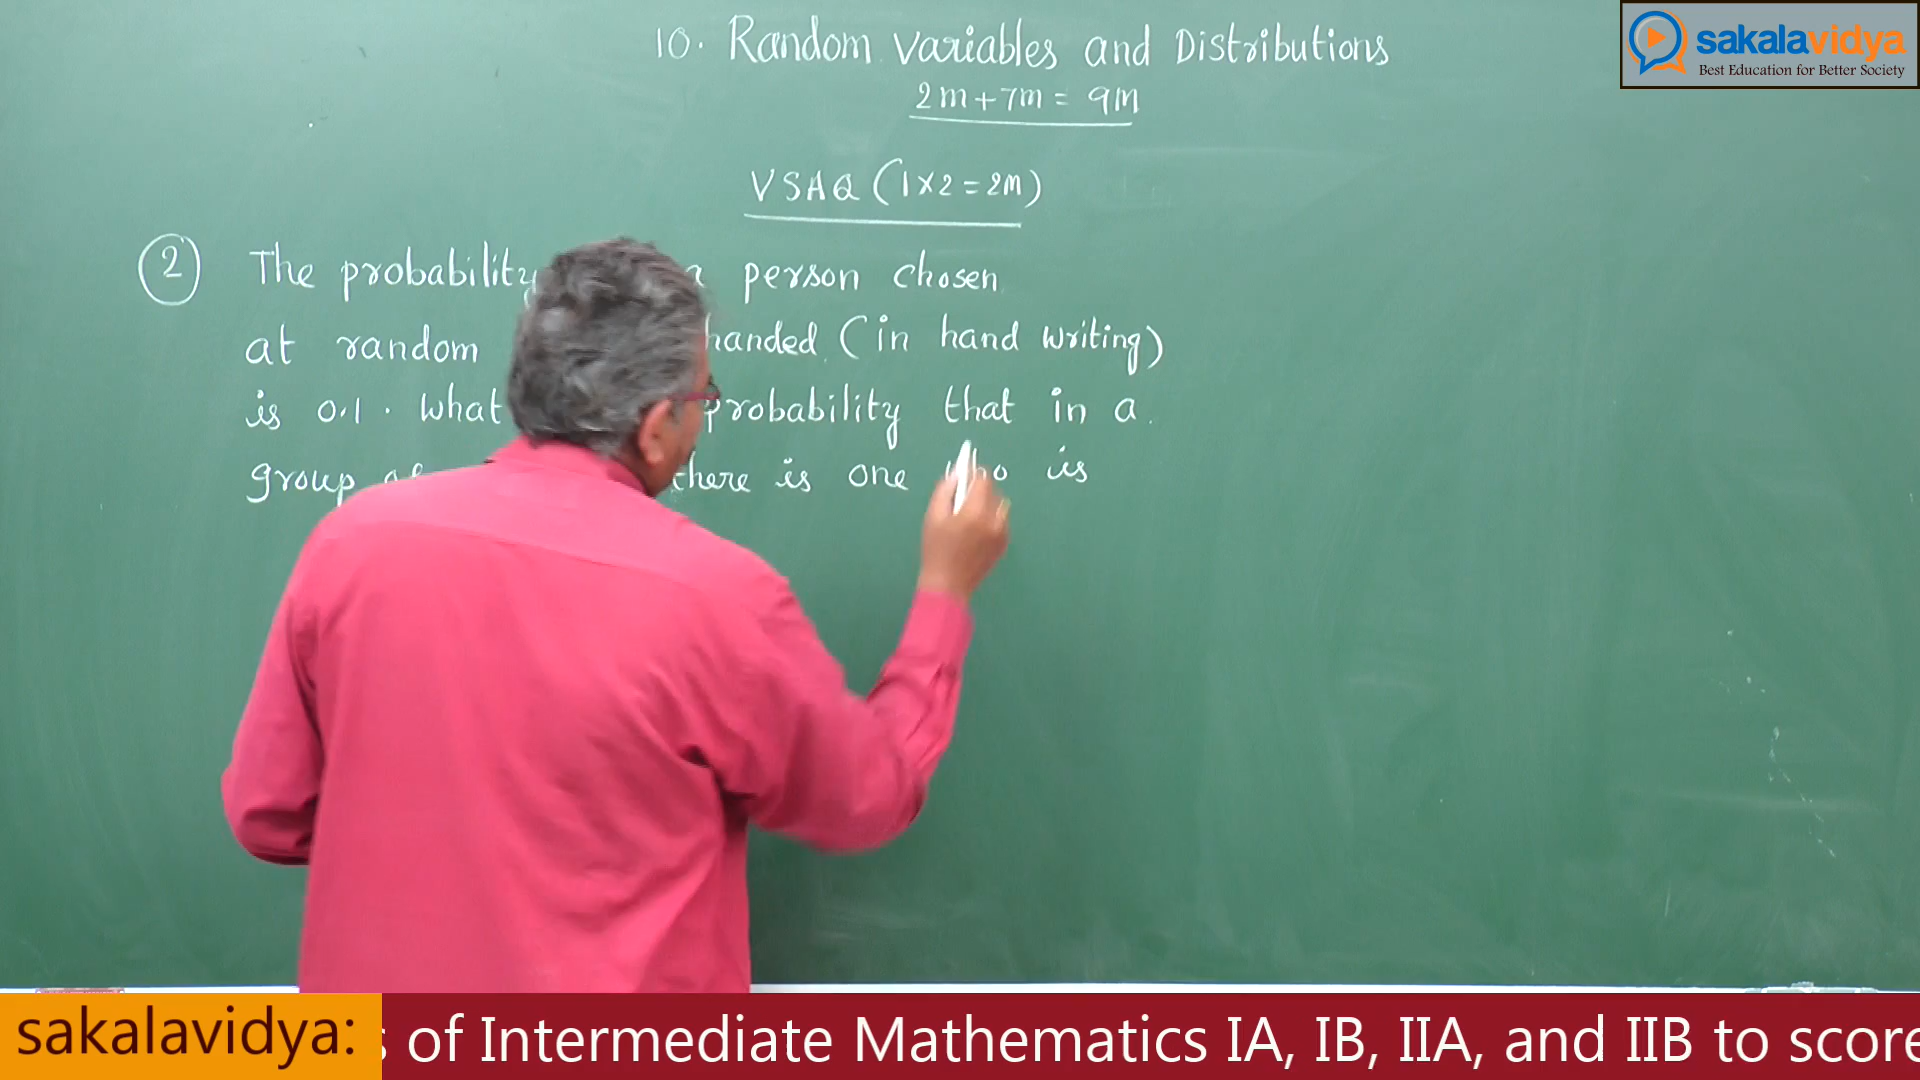 10. Random variables and Distributions
2m+7m = 9M
VSAQ (1×2=2M)
2 The probability a person chosen
at random handed (in hand writing)
is 0.1. What probability that in a
group there is one who is
sakalavidya
Best Education for Better Society
sakalavidya: of Intermediate Mathematics IA, IB, IIA, and IIB to score